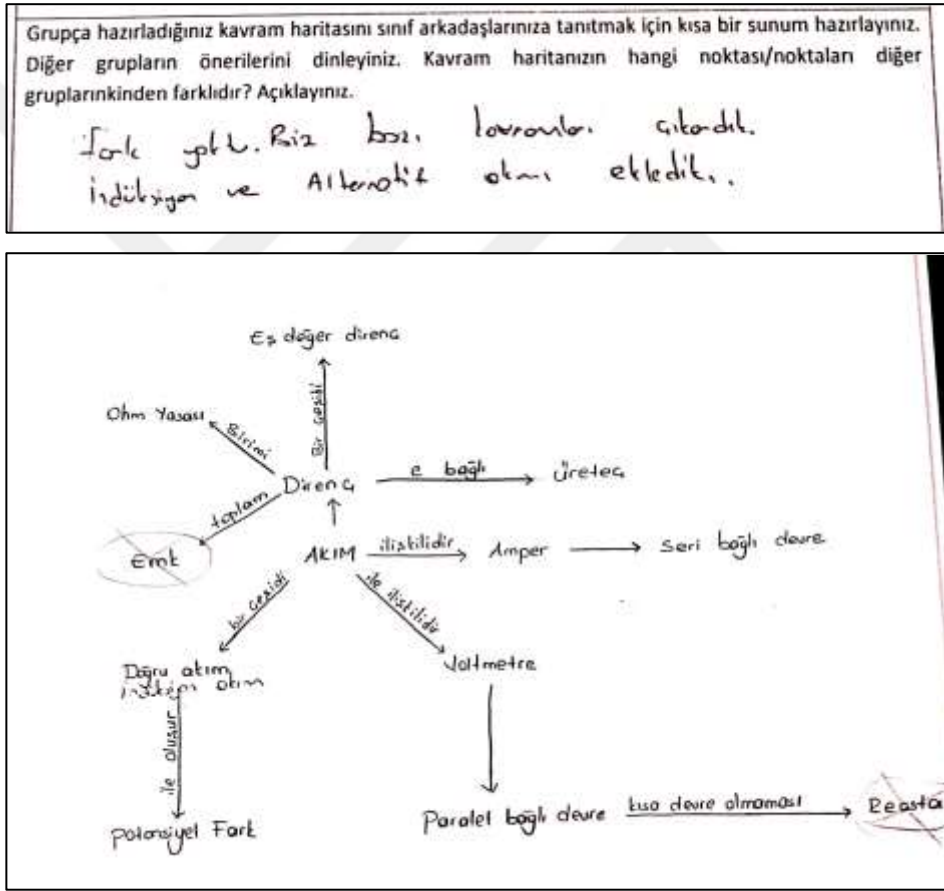 Grupça hazırladığınız kavram haritasını sınıf arkadaşlarınıza tanıtmak için kısa bir sunum hazırlayınız.
Diğer grupların önerilerini dinleyiniz. Kavram haritanızın hangi noktası/noktaları diğer
gruplarınkinden farklıdır? Açıklayınız.
fark yoktu. Biz bazı kavramları çıkardık.
İndüksiyon ve Alternatif akımı ekledik.
Eş değer direnç
bir çeşidi
Ohm Yasası
Birimi
Direnç e bağlı üreteç
toplam
Emk
AKIM ilişkilidir Amper Seri bağlı devre
bir çeşidi
ile ilişkilidir
Doğru akım,
akım
Voltmetre
ile oluşur
Potansiyel Fark
Paralel bağlı devre kısa devre olmaması Reosta